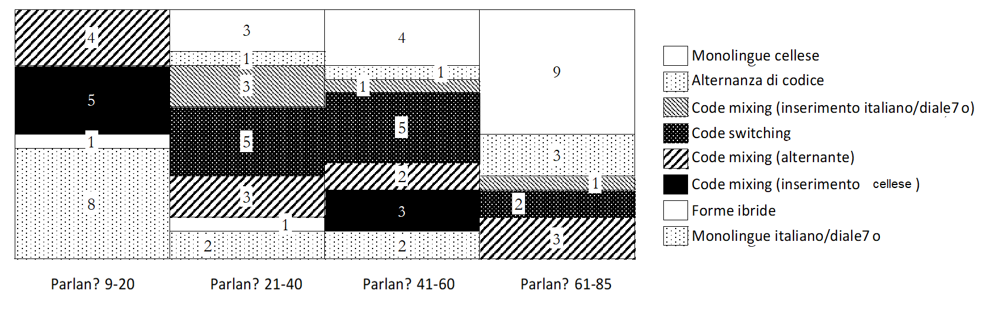 4
5
1
8
3
1
3
5
3
1
2
4
1
1
5
2
3
2
9
3
1
2
3
Parlan? 9-20
Parlan? 21-40
Parlan? 41-60
Parlan? 61-85
Monolingue cellese
Alternanza di codice
Code mixing (inserimento italiano/diale7 o)
Code switching
Code mixing (alternante)
Code mixing (inserimento cellese )
Forme ibride
Monolingue italiano/diale7 o